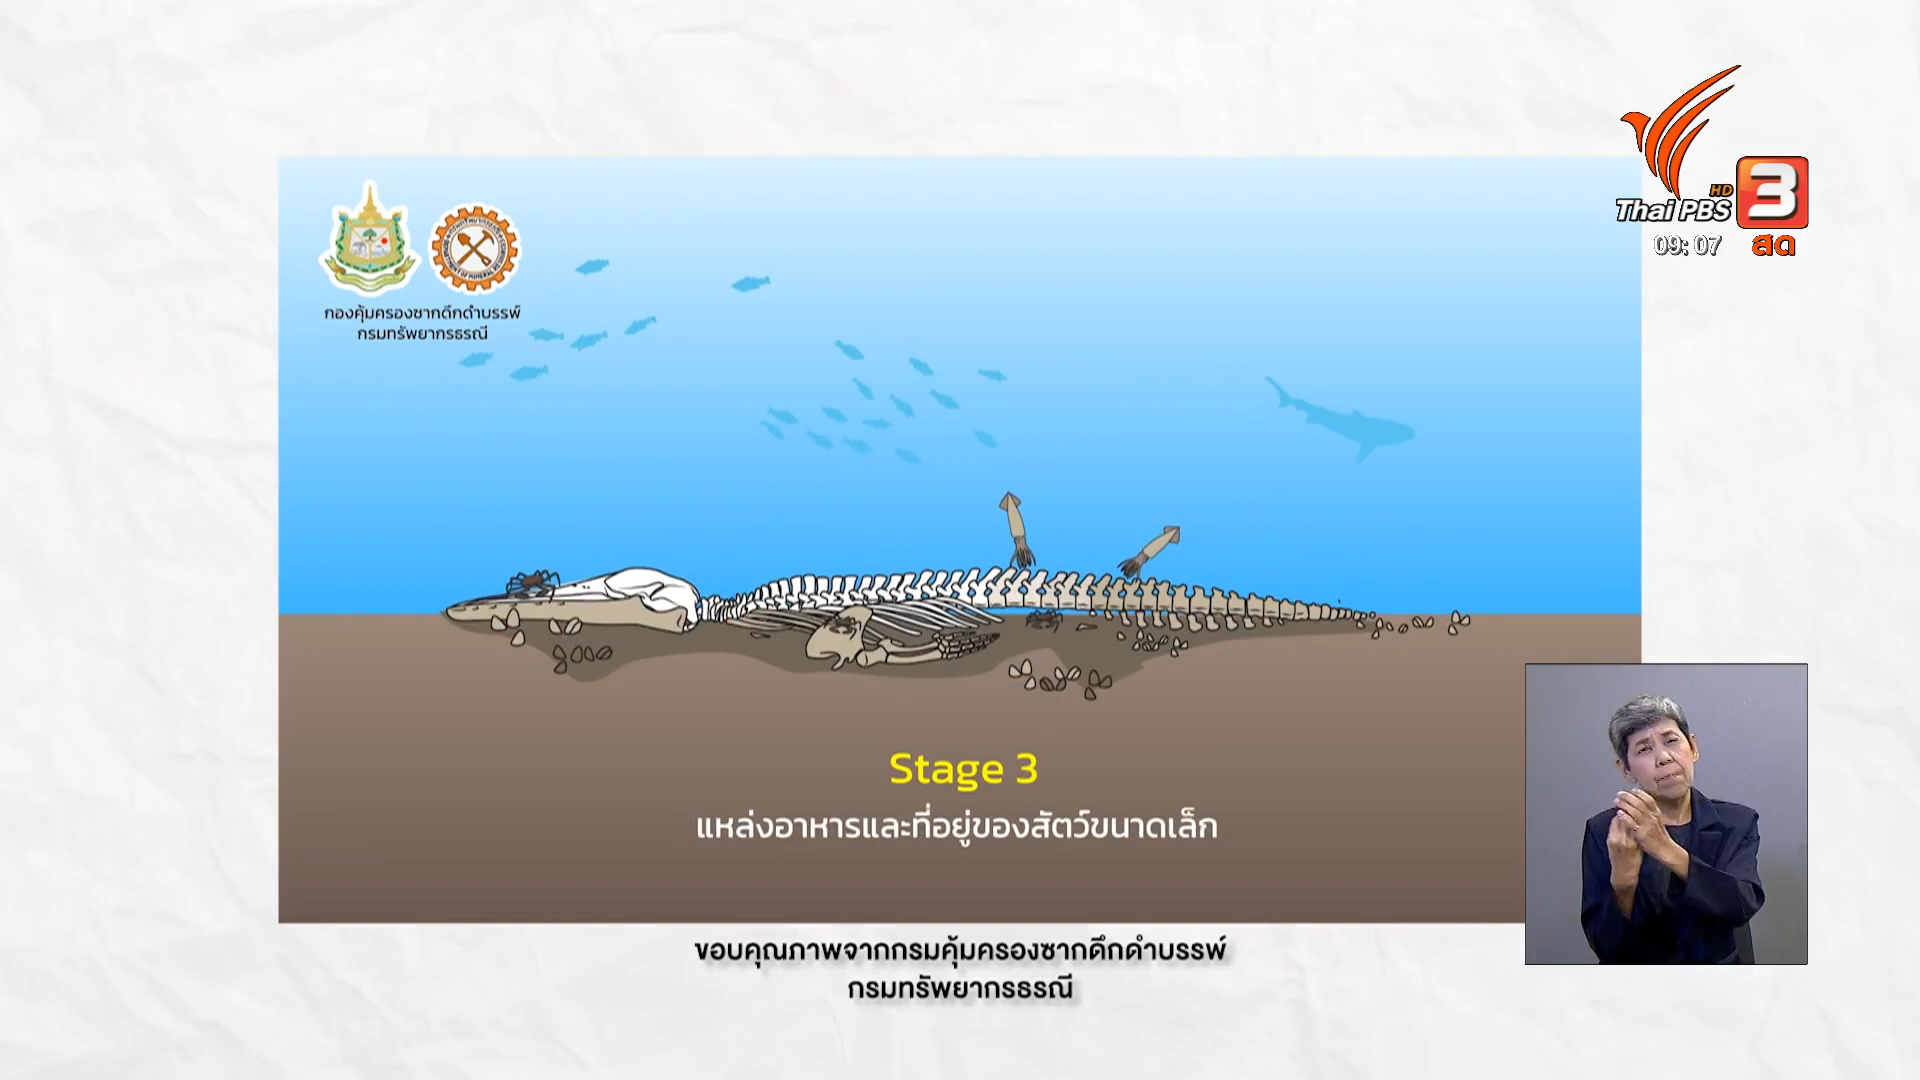 HD
Thai PBS 3
09:07 สด
กองคุ้มครองซากดึกดำบรรพ์
กรมทรัพยากรธรณี
Stage 3
แหล่งอาหารและที่อยู่ของสัตว์ขนาดเล็ก
ขอบคุณภาพจากกรมคุ้มครองซากดึกดำบรรพ์
กรมทรัพยากรธรณี